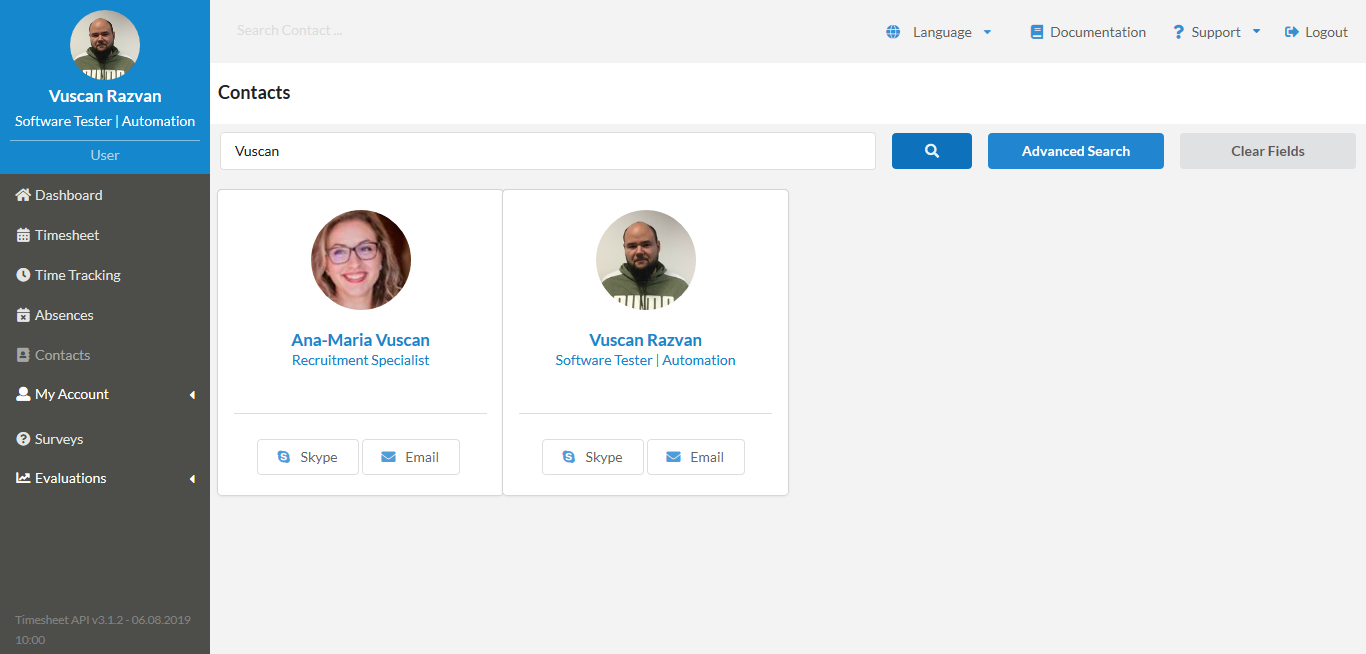 Vuscan Razvan
Software Tester | Automation
User
Dashboard
Timesheet
Time Tracking
Absences
Contacts
My Account
Surveys
Evaluations
Timesheet API v3.1.2 - 06.08.2019
10:00
Search Contact ...
Language
Documentation
Support
Logout
Contacts
Vuscan
Advanced Search
Clear Fields
Ana-Maria Vuscan
Recruitment Specialist
Skype
Email
Vuscan Razvan
Software Tester | Automation
Skype
Email